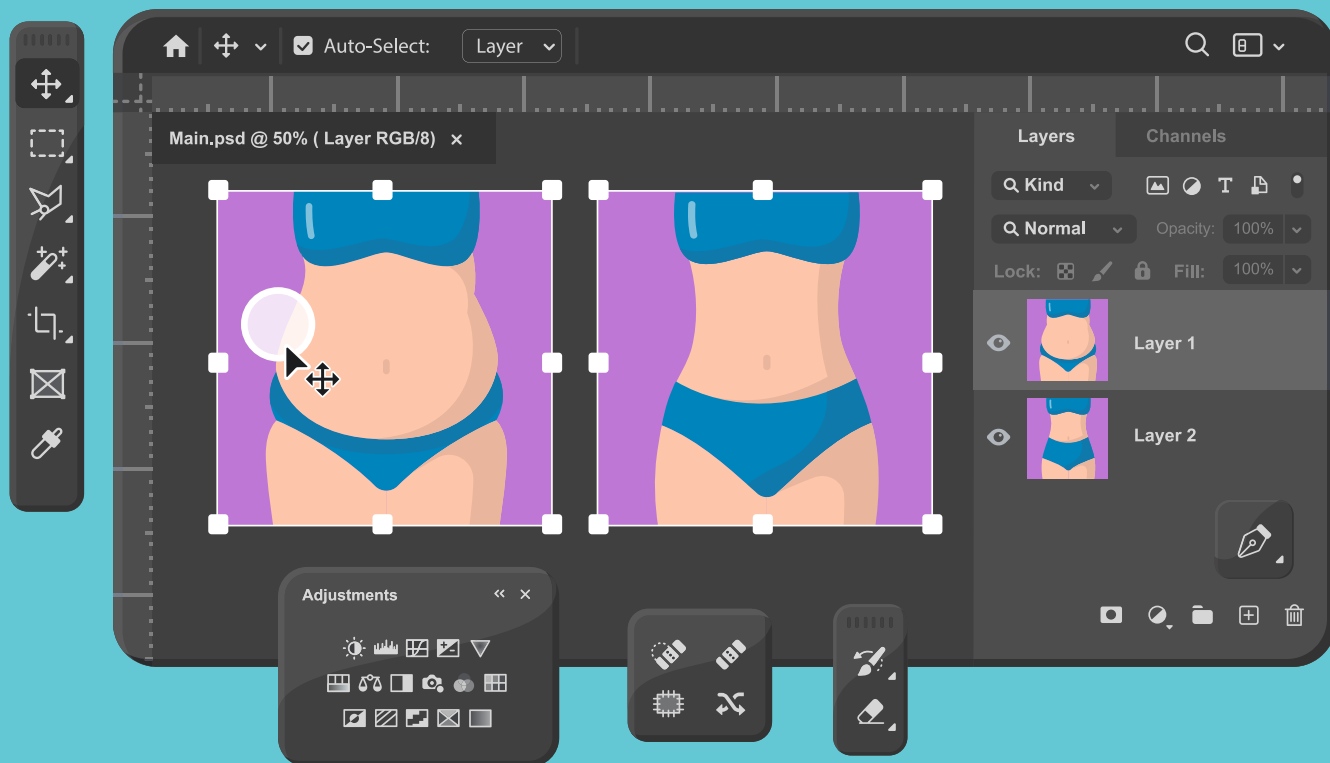 Auto-Select: Layer
Main.psd @ 50% ( Layer RGB/8)
Layers Channels
Kind
Normal Opacity: 100%
Lock: Fill: 100%
Layer 1
Layer 2
Adjustments